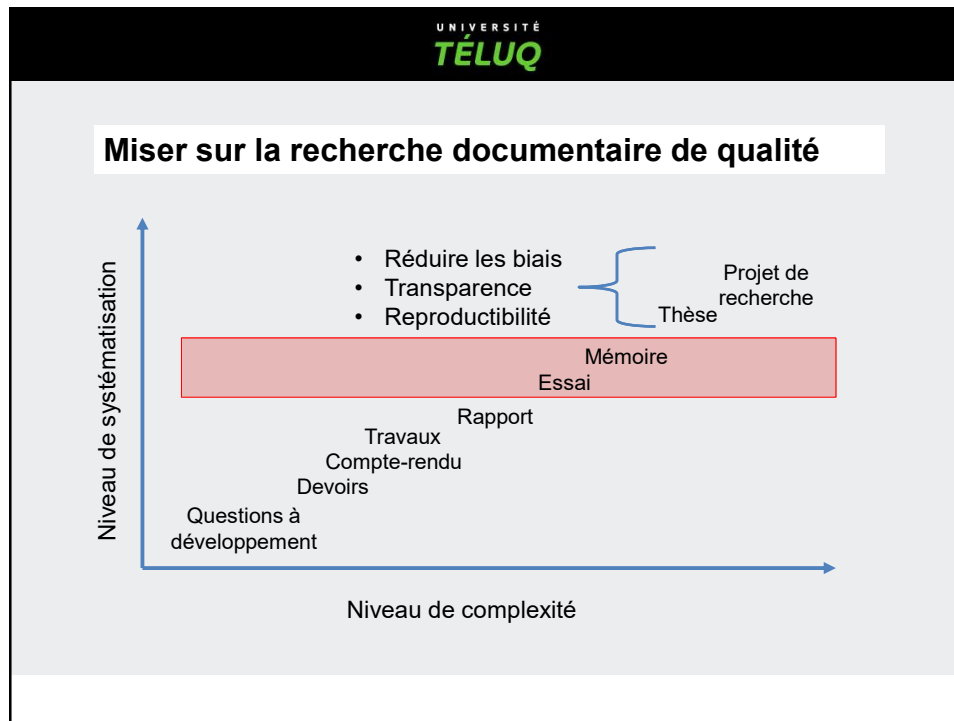 UNIVERSITÉ
TÉLUQ
Miser sur la recherche documentaire de qualité
Niveau de systématisation
• Réduire les biais
• Transparence
• Reproductibilité
Projet de
recherche
Thèse
Mémoire
Essai
Rapport
Travaux
Compte-rendu
Devoirs
Questions à
développement
Niveau de complexité